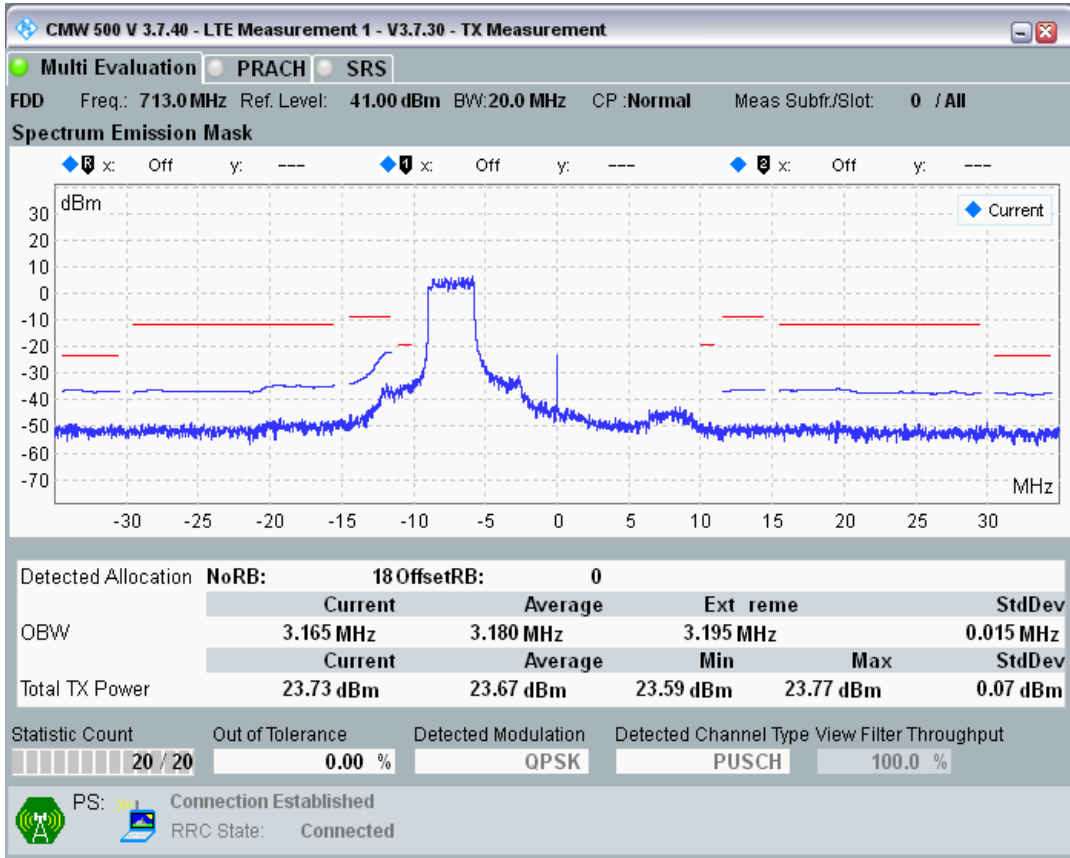 CMW 500 V 3.7.40 - LTE Measurement 1 - V3.7.30 - TX Measurement
Multi Evaluation PRACH SRS
FDD Freq.: 713.0 MHz Ref. Level: 41.00 dBm BW: 20.0 MHz CP : Normal Meas Subfr./Slot: 0 / All
Spectrum Emission Mask
R x: Off y: --- 1 x: Off y: --- 2 x: Off y: ---
dBm
Current
30
20
10
0
-10
-20
-30
-40
-50
-60
-70
MHz
-30 -25 -20 -15 -10 -5 0 5 10 15 20 25 30
Detected Allocation NoRB: 18 OffsetRB: 0
Current Average Ext reme StdDev
OBW 3.165 MHz 3.180 MHz 3.195 MHz 0.015 MHz
Current Average Min Max StdDev
Total TX Power 23.73 dBm 23.67 dBm 23.59 dBm 23.77 dBm 0.07 dBm
Statistic Count Out of Tolerance Detected Modulation Detected Channel Type View Filter Throughput
20 / 20 0.00 % QPSK PUSCH 100.0 %
PS: Connection Established
RRC State: Connected